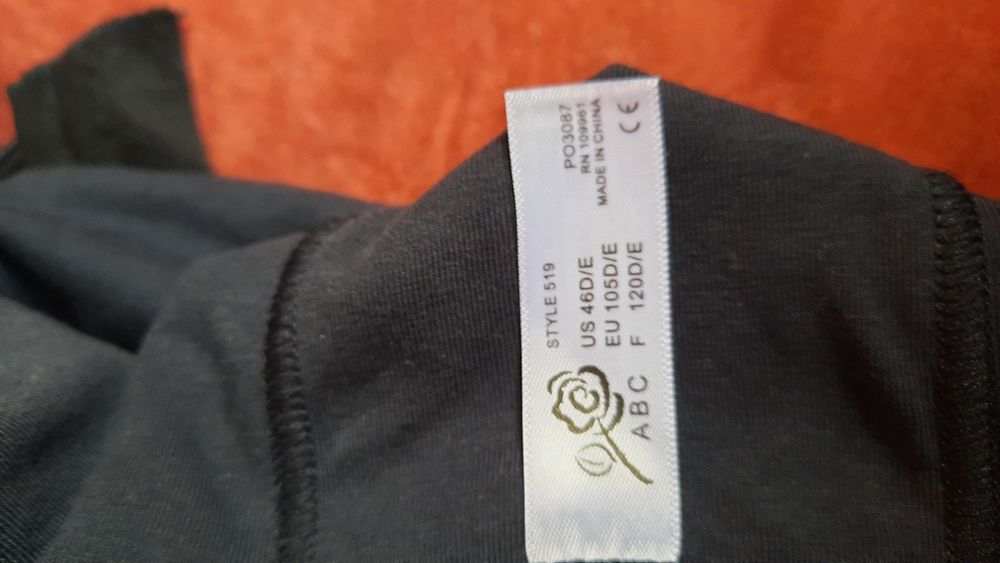 STYLE 519
US 46D/E
EU 105D/E
F 120D/E
ABC
PO3087
RN 109961
MADE IN CHINA
CE